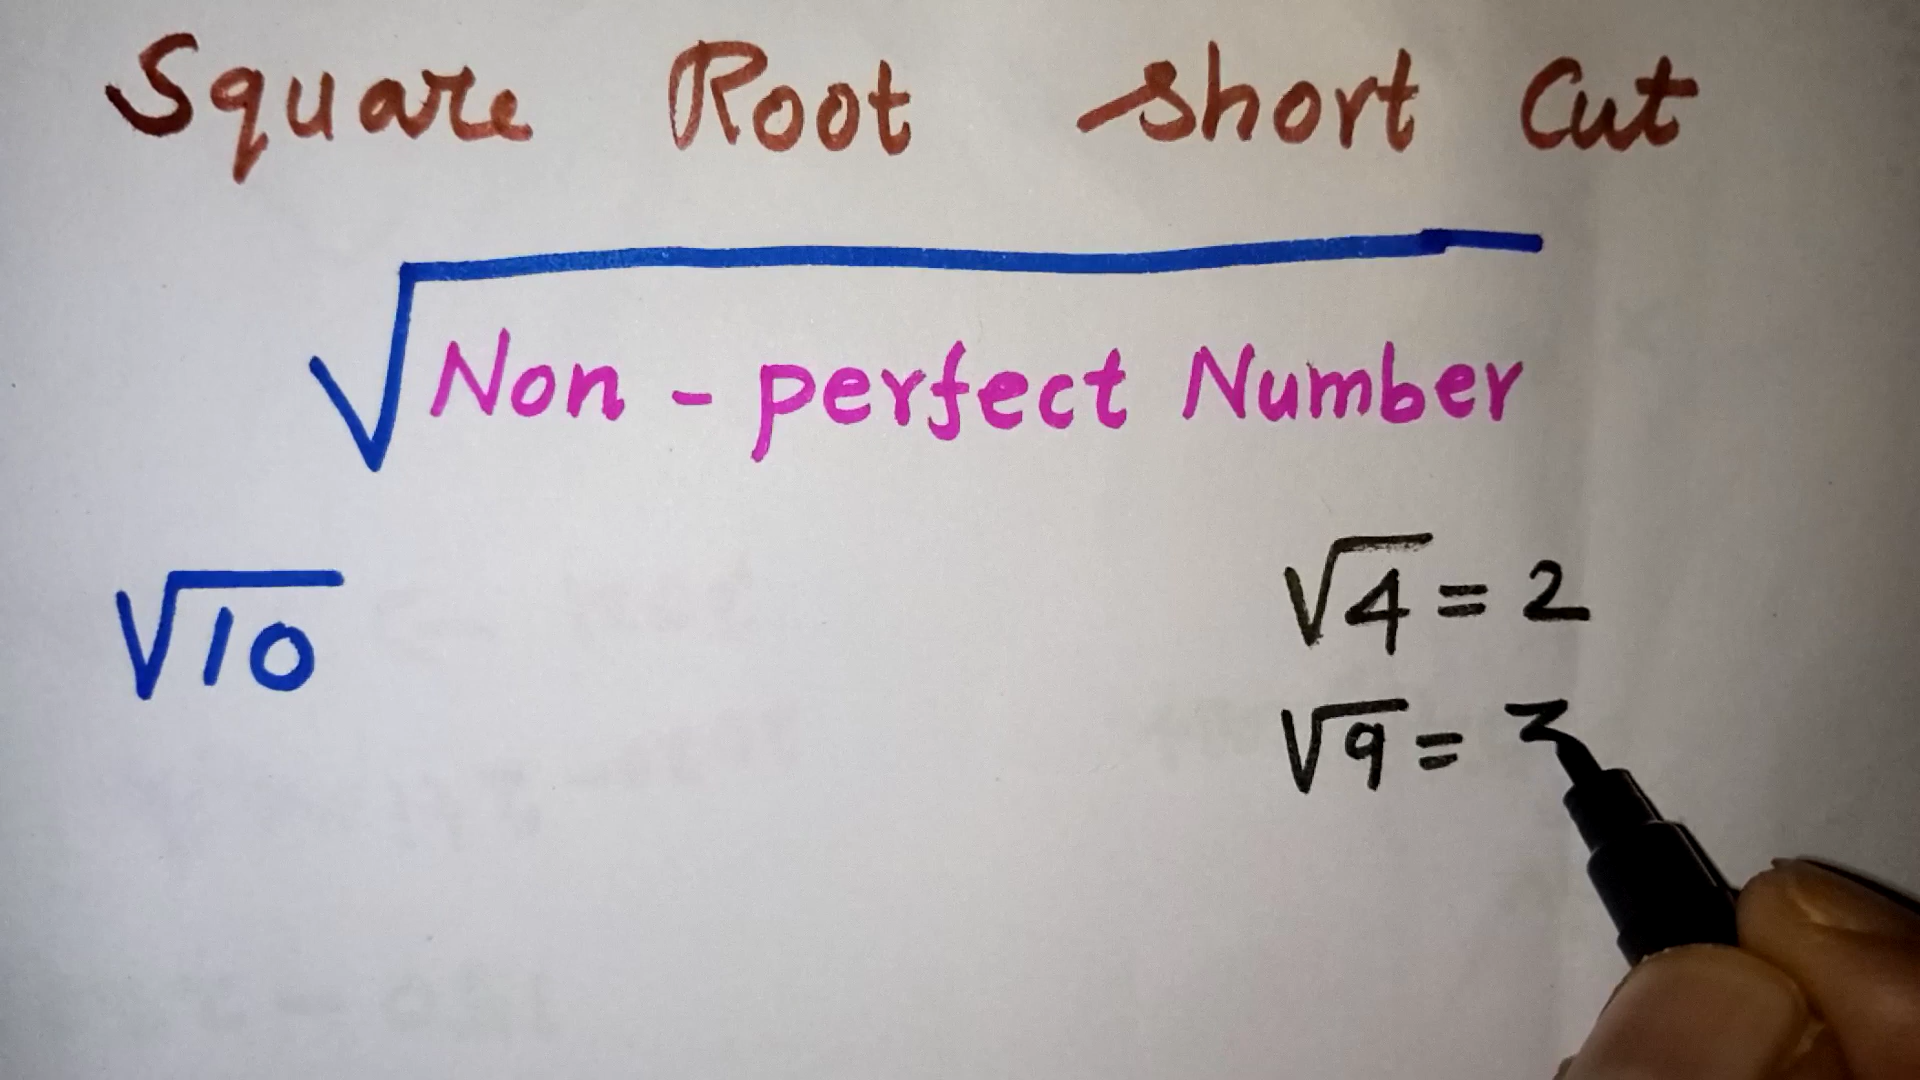 Square Root short cut
√Non - perfect Number
√10
√4 = 2
√9 = 3